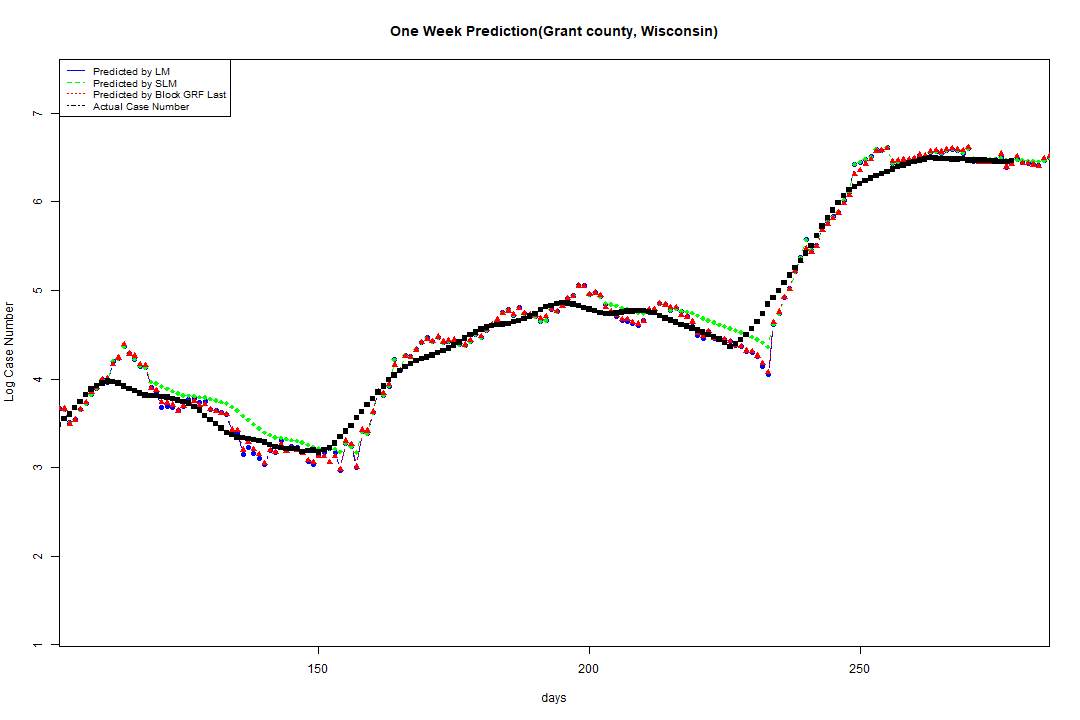 One Week Prediction(Grant county, Wisconsin)
Predicted by LM
Predicted by SLM
Predicted by Block GRF Last
Actual Case Number
7
6
5
4
3
2
1
Log Case Number
150 200 250
days